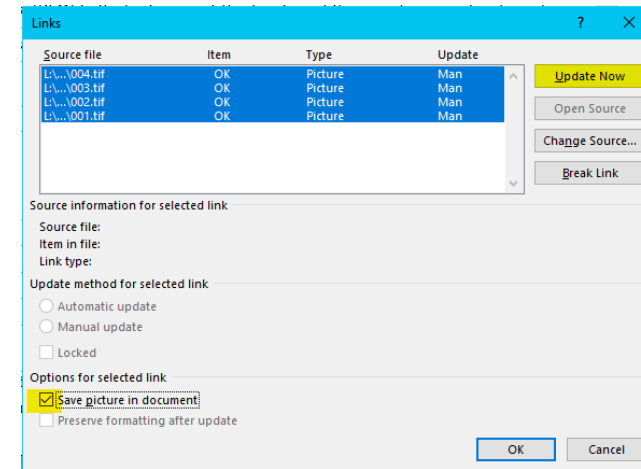 Links ? ×
Source file Item Type Update
L:\...\004.tif OK Picture Man
L:\...\003.tif OK Picture Man
L:\...\002.tif OK Picture Man
L:\...\001.tif OK Picture Man
Update Now
Open Source
Change Source...
Break Link
Source information for selected link
Source file:
Item in file:
Link type:
Update method for selected link
Automatic update
Manual update
Locked
Options for selected link
Save picture in document
Preserve formatting after update
OK Cancel